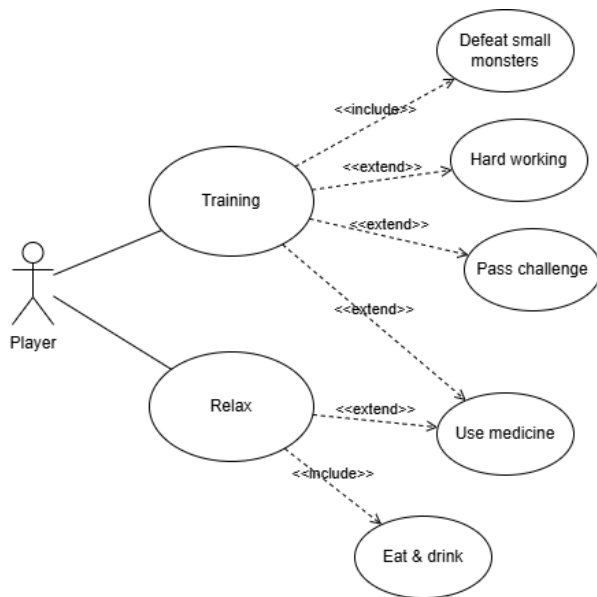 Defeat small
monsters
<<include>>
Hard working
<<extend>>
Training
<<extend>>
Pass challenge
Player
<<extend>>
Relax
<<extend>>
Use medicine
<<include>>
Eat & drink